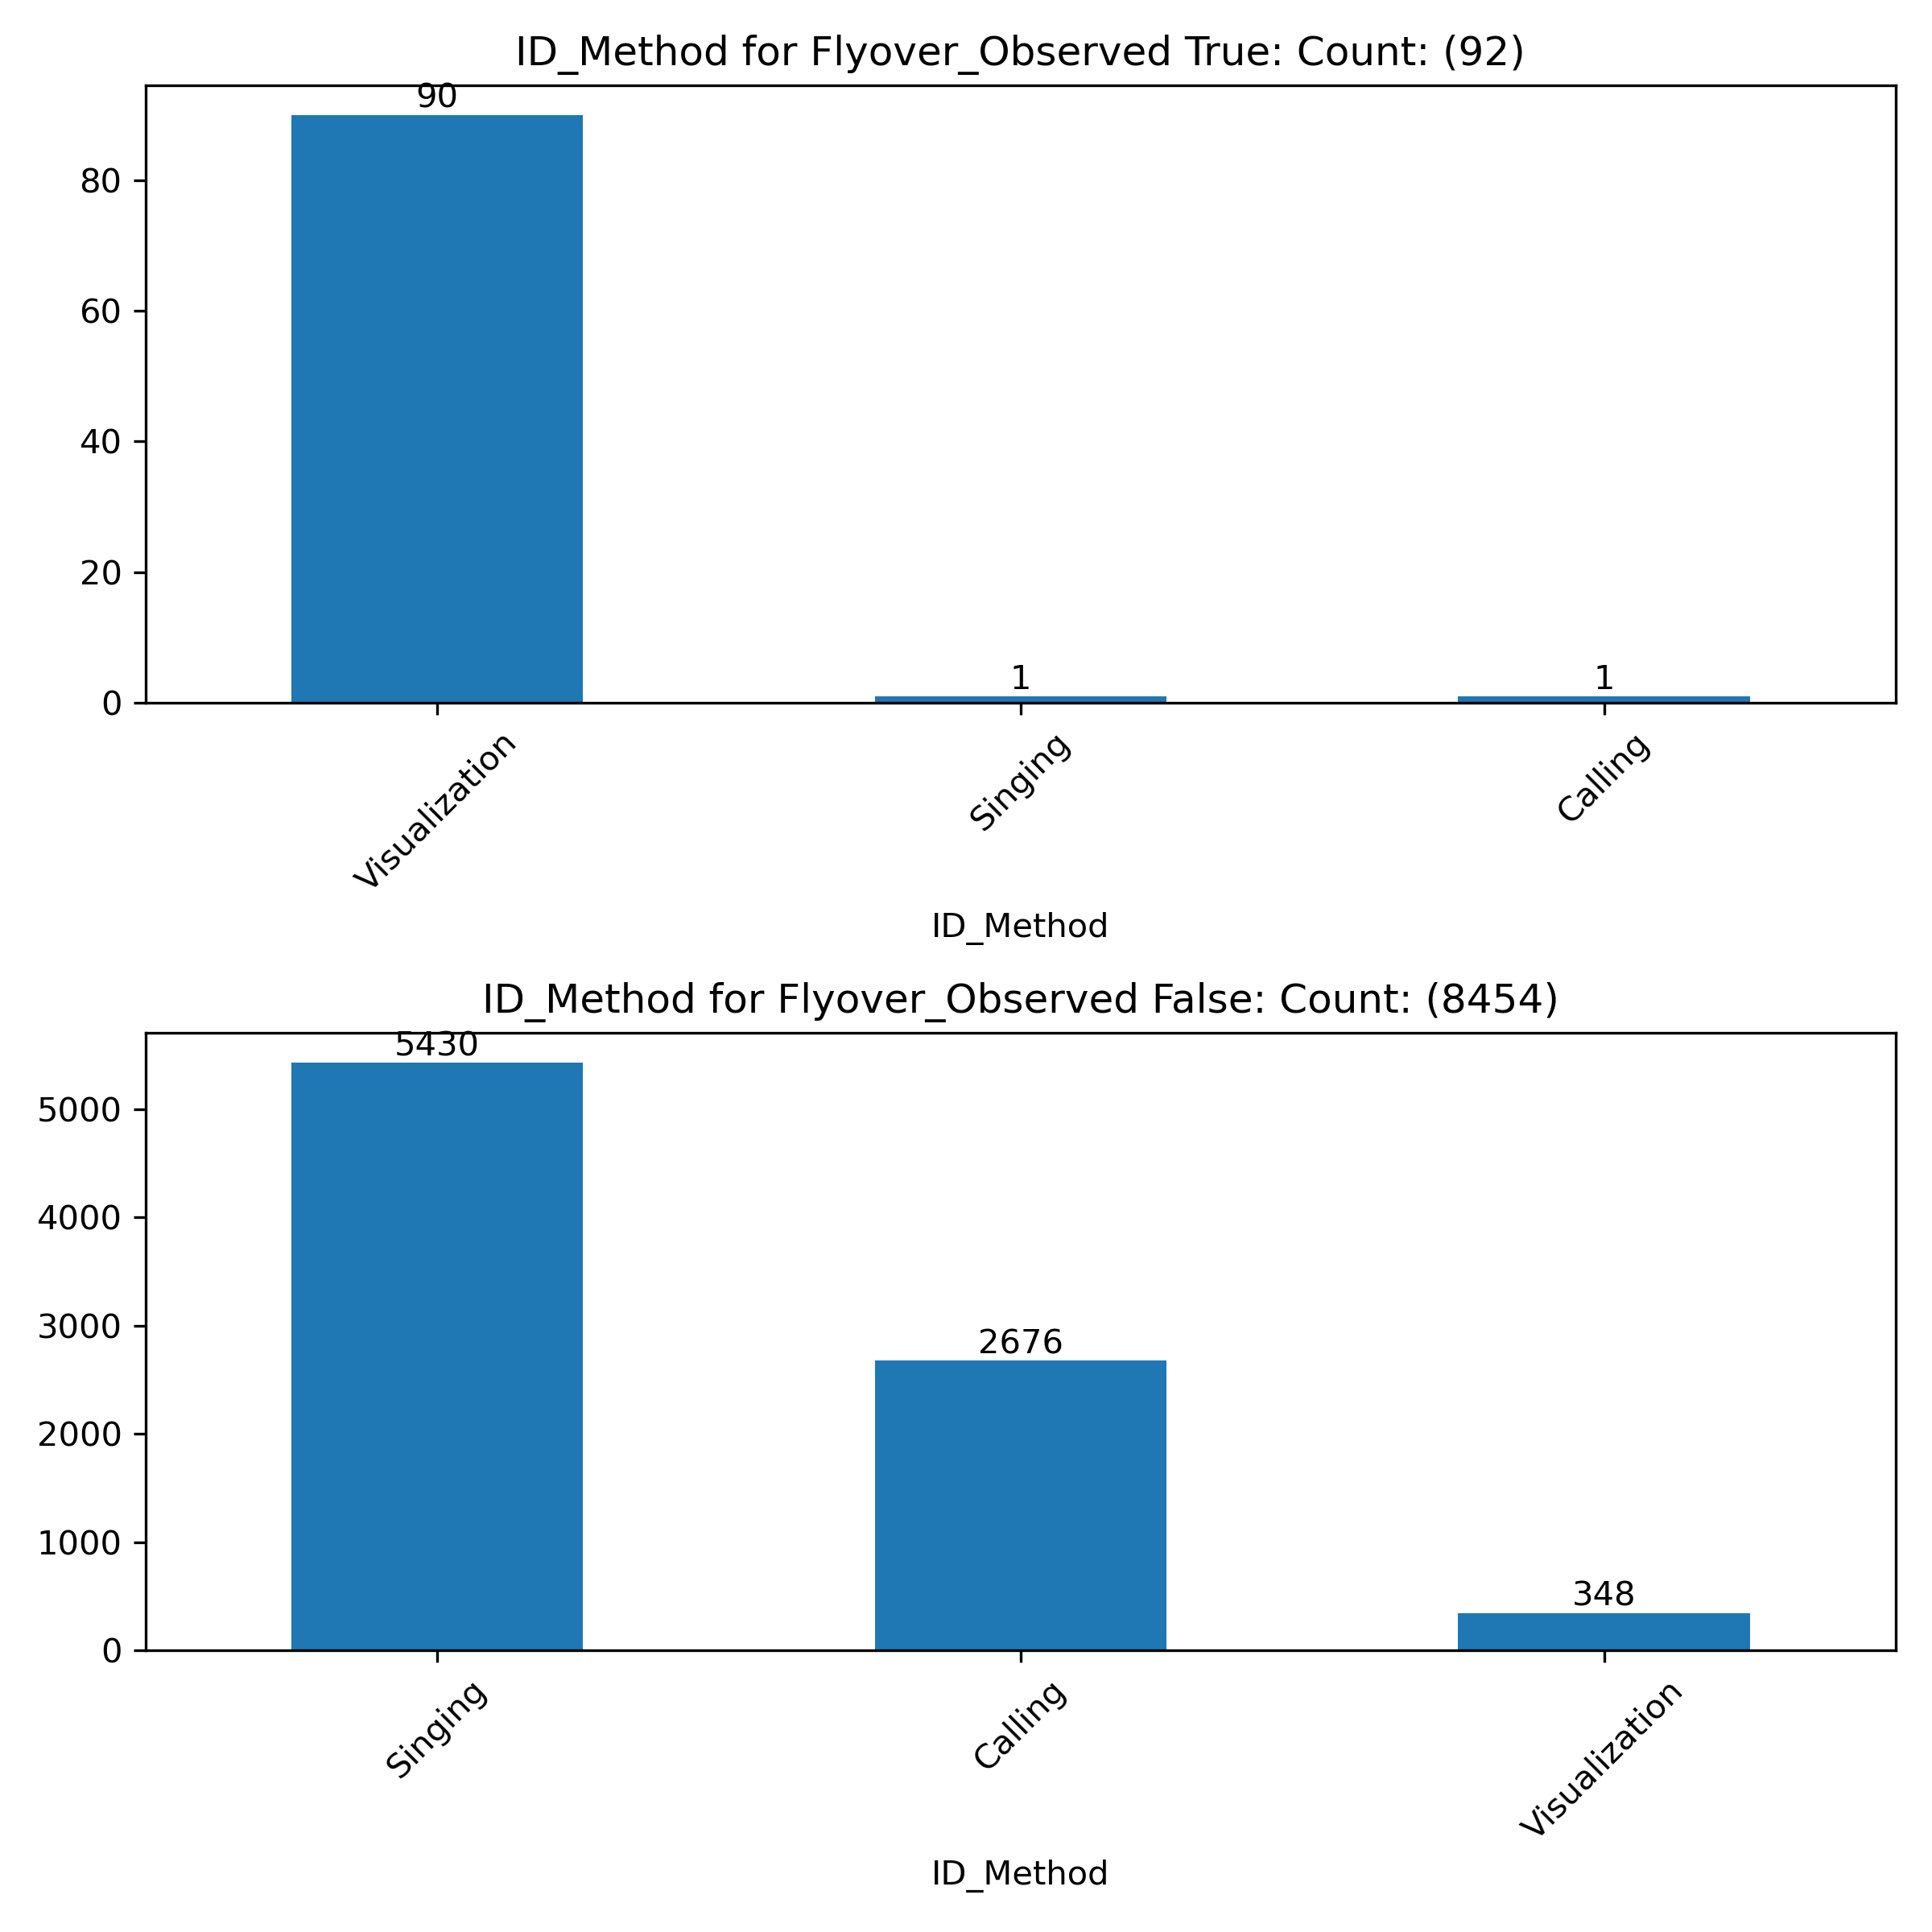 ID_Method for Flyover_Observed True: Count: (92)
90
80
60
40
20
0
1
1
Visualization
Singing
Calling
ID_Method
ID_Method for Flyover_Observed False: Count: (8454)
5430
5000
4000
3000
2676
2000
1000
348
0
Singing
Calling
Visualization
ID_Method